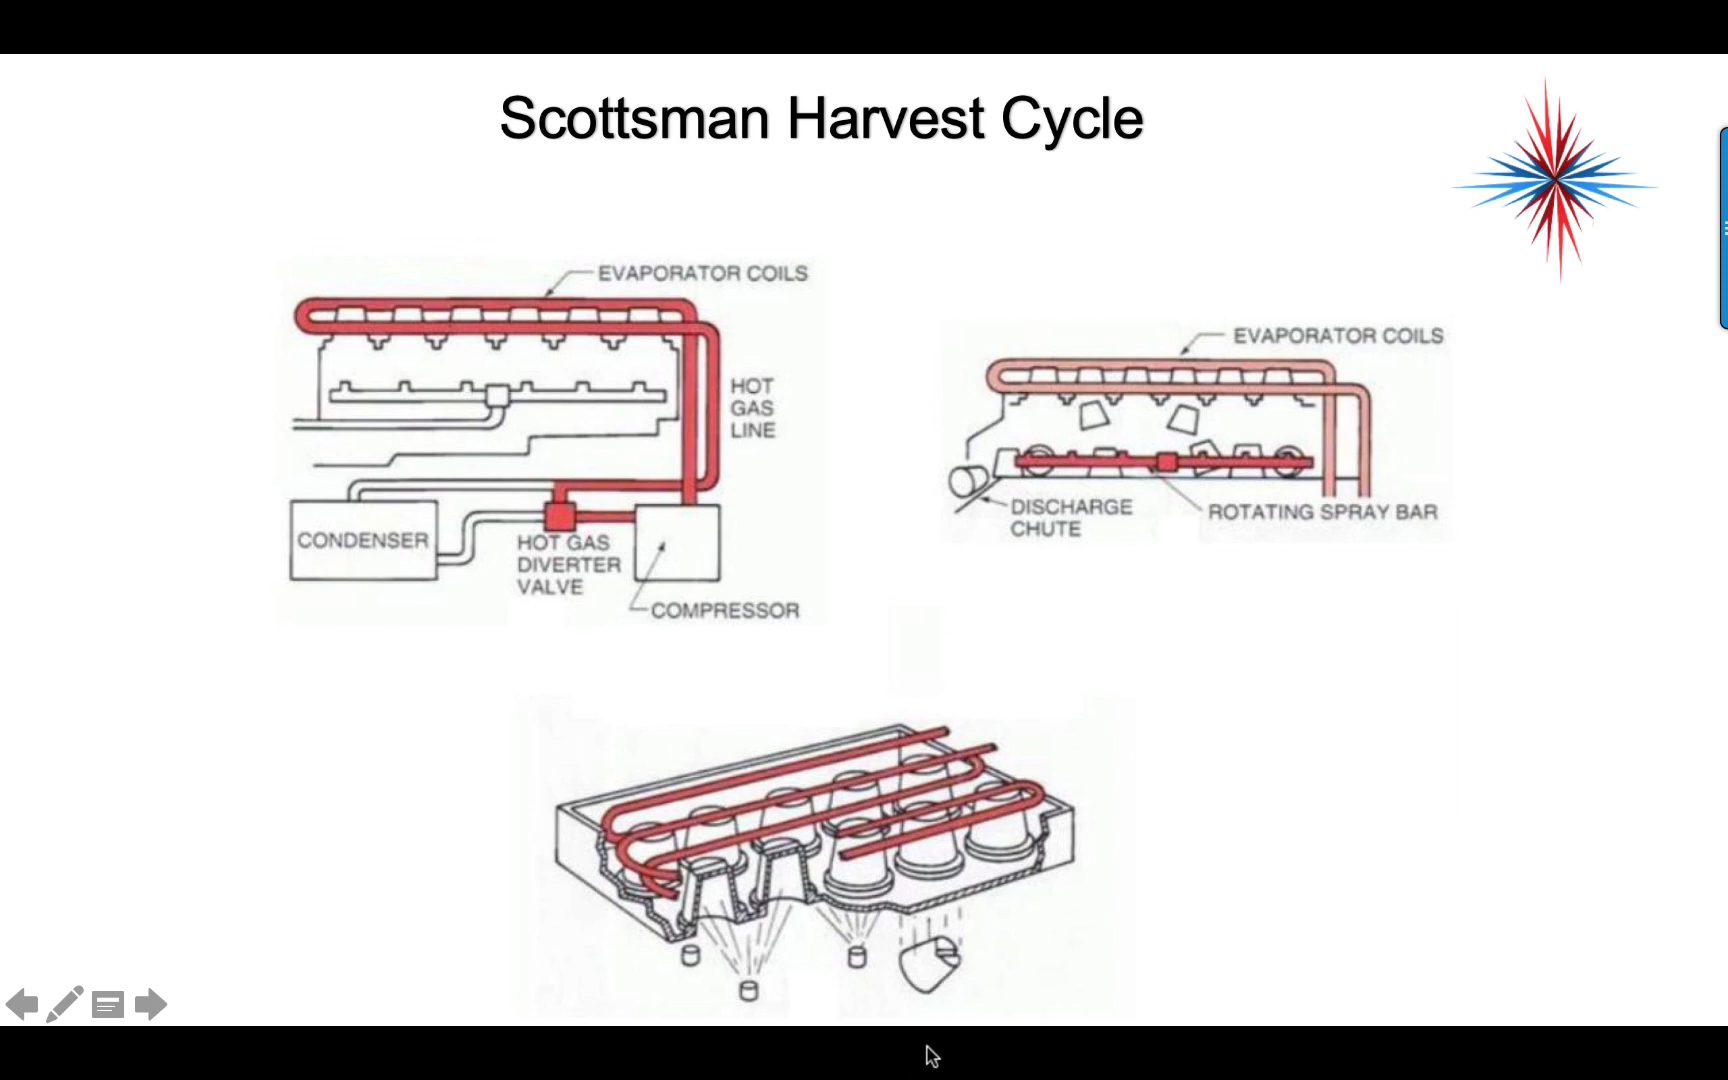 Scottsman Harvest Cycle
EVAPORATOR COILS
HOT
GAS
LINE
CONDENSER
HOT GAS
DIVERTER
VALVE
COMPRESSOR
EVAPORATOR COILS
DISCHARGE
CHUTE
ROTATING SPRAY BAR